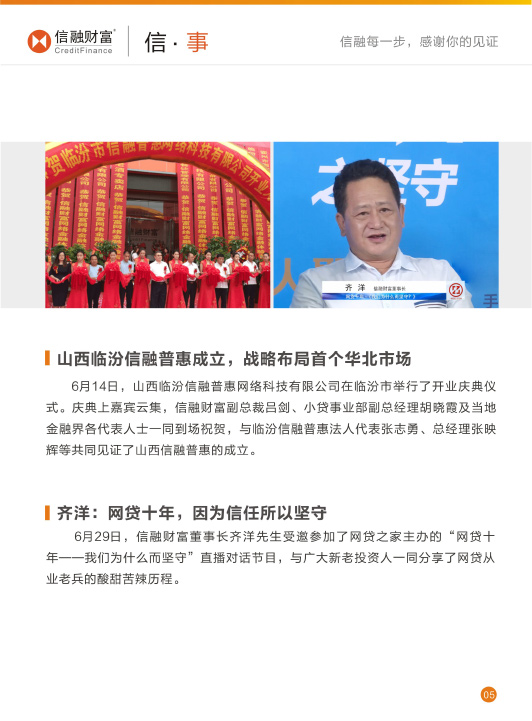 信融财富
CreditFinance
信·事
信融每一步，感谢你的见证
贺临汾市信融普惠网络科技有限公司开业
之坚守
齐 洋 信融财富董事长
手
山西临汾信融普惠成立，战略布局首个华北市场
6月14日，山西临汾信融普惠网络科技有限公司在临汾市举行了开业庆典仪
式。庆典上嘉宾云集，信融财富副总裁吕剑、小贷事业部副总经理胡晓霞及当地
金融界各代表人士一同到场祝贺，与临汾信融普惠法人代表张志勇、总经理张映
辉等共同见证了山西信融普惠的成立。
齐洋：网贷十年，因为信任所以坚守
6月29日，信融财富董事长齐洋先生受邀参加了网贷之家主办的“网贷十
年——我们为什么而坚守”直播对话节目，与广大新老投资人一同分享了网贷从
业老兵的酸甜苦辣历程。
05